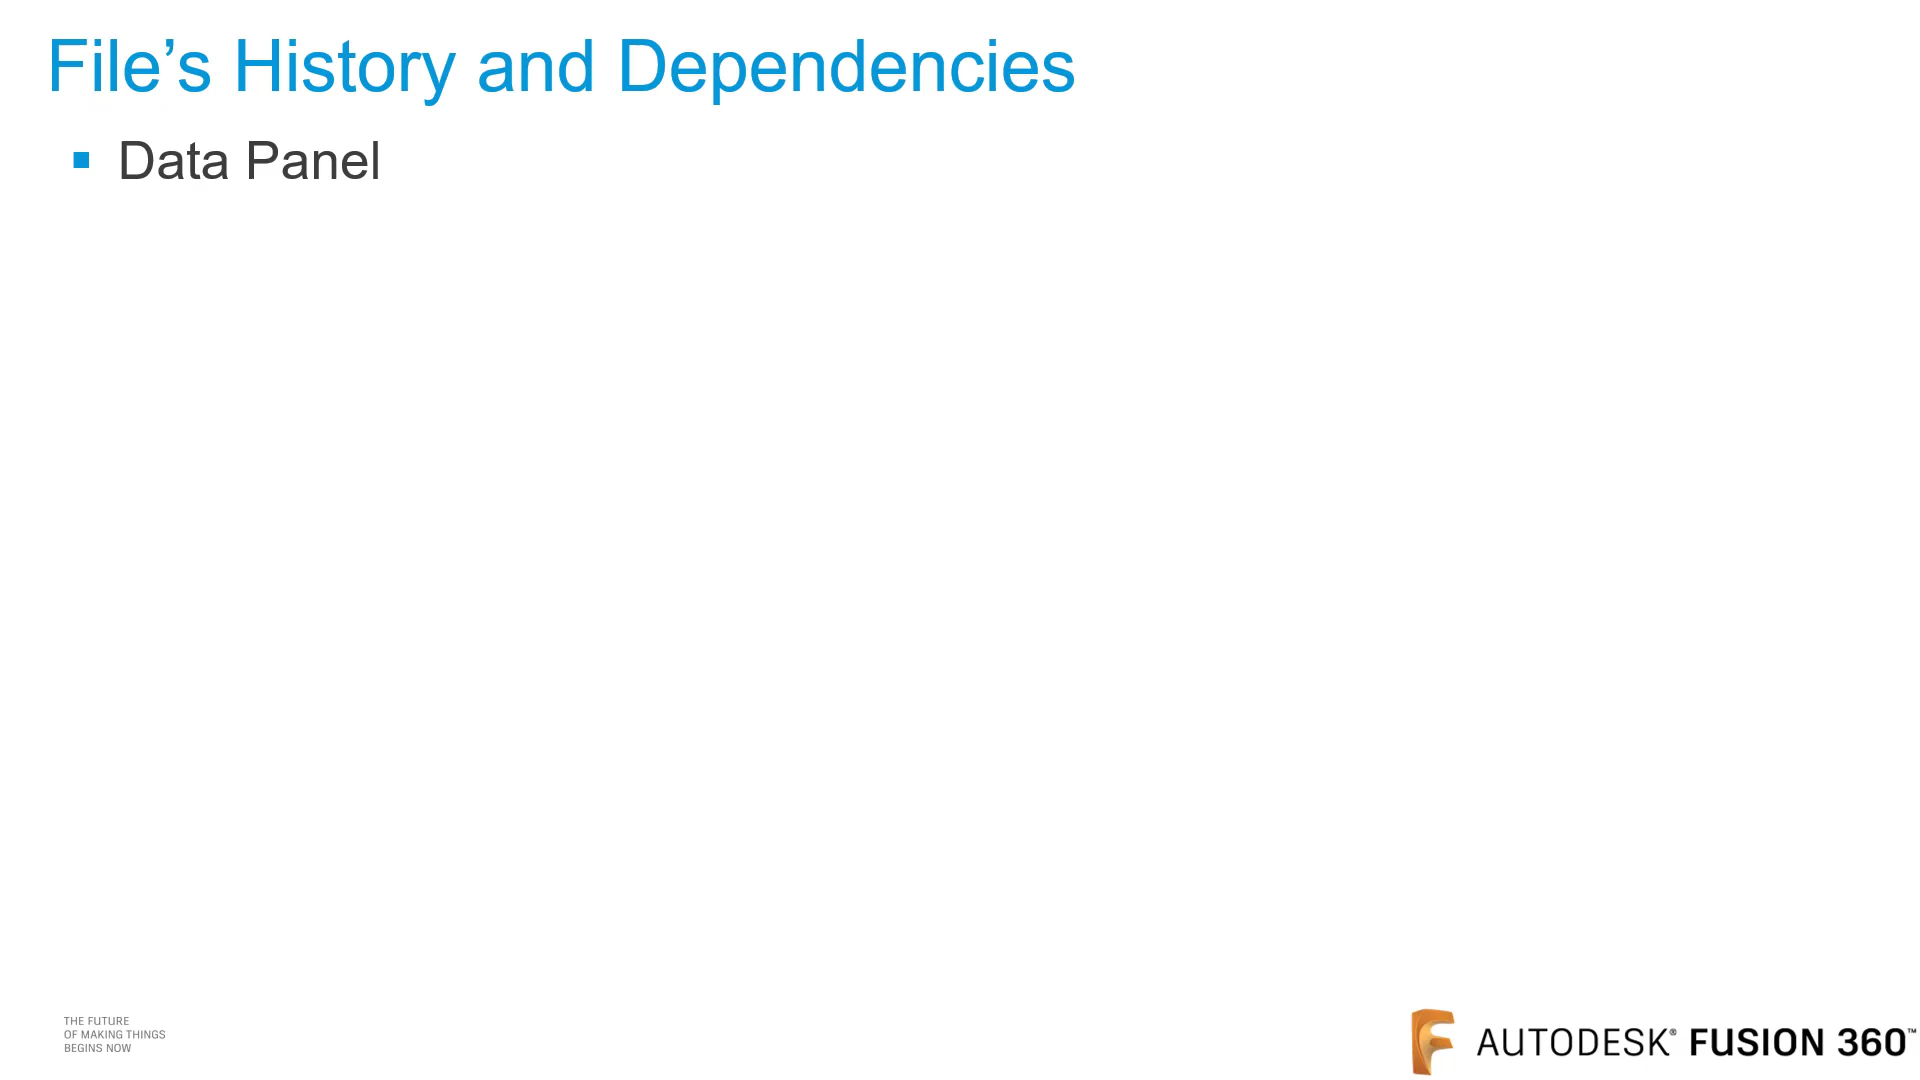 File’s History and Dependencies
Data Panel
THE FUTURE
OF MAKING THINGS
BEGINS NOW
AUTODESK® FUSION 360™